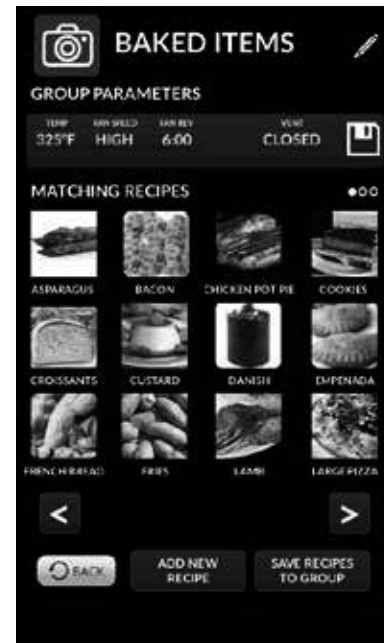 BAKED ITEMS
GROUP PARAMETERS
TEMP FAN SPEED FAN REV VENT
325°F HIGH 6:00 CLOSED
MATCHING RECIPES
ASPARAGUS BACON CHICKEN POT PIE COOKIES
CROISSANTS CUSTARD DANISH EMPENADA
FRENCH BREAD FRIES LAMB LARGE PIZZA
< >
BACK ADD NEW RECIPE SAVE RECIPES TO GROUP